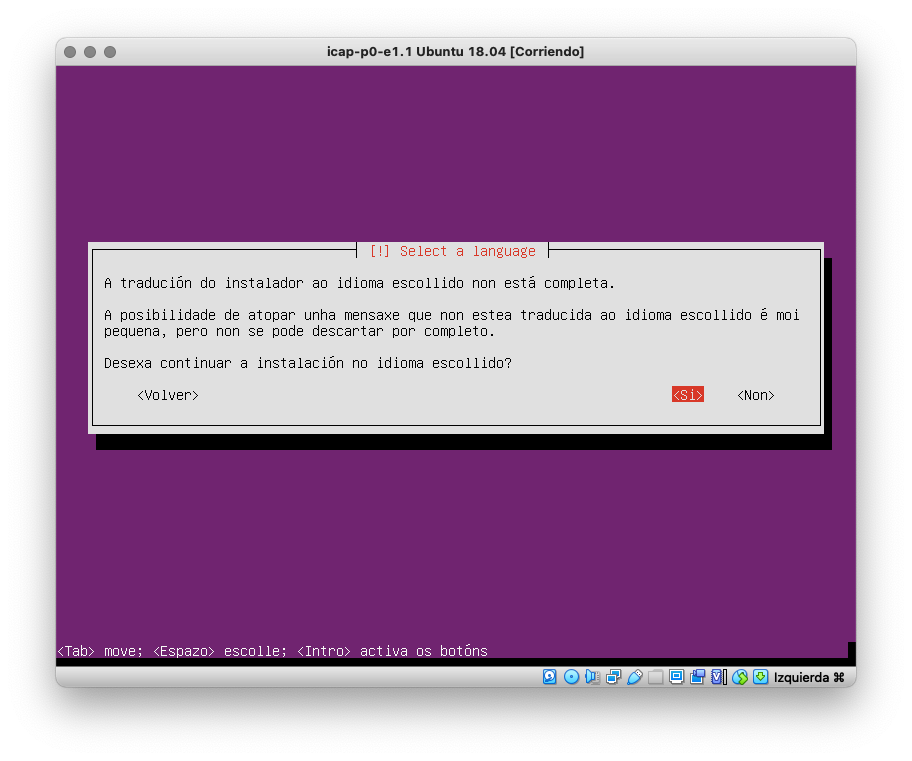 icap-p0-e1.1 Ubuntu 18.04 [Corriendo]
[!] Select a language
A tradución do instalador ao idioma escollido non está completa.
A posibilidade de atopar unha mensaxe que non estea traducida ao idioma escollido é moi
pequena, pero non se pode descartar por completo.
Desexa continuar a instalación no idioma escollido?
<Volver> <Si> <Non>
<Tab> move; <Espazo> escolle; <Intro> activa os botóns
Izquierda ⌘